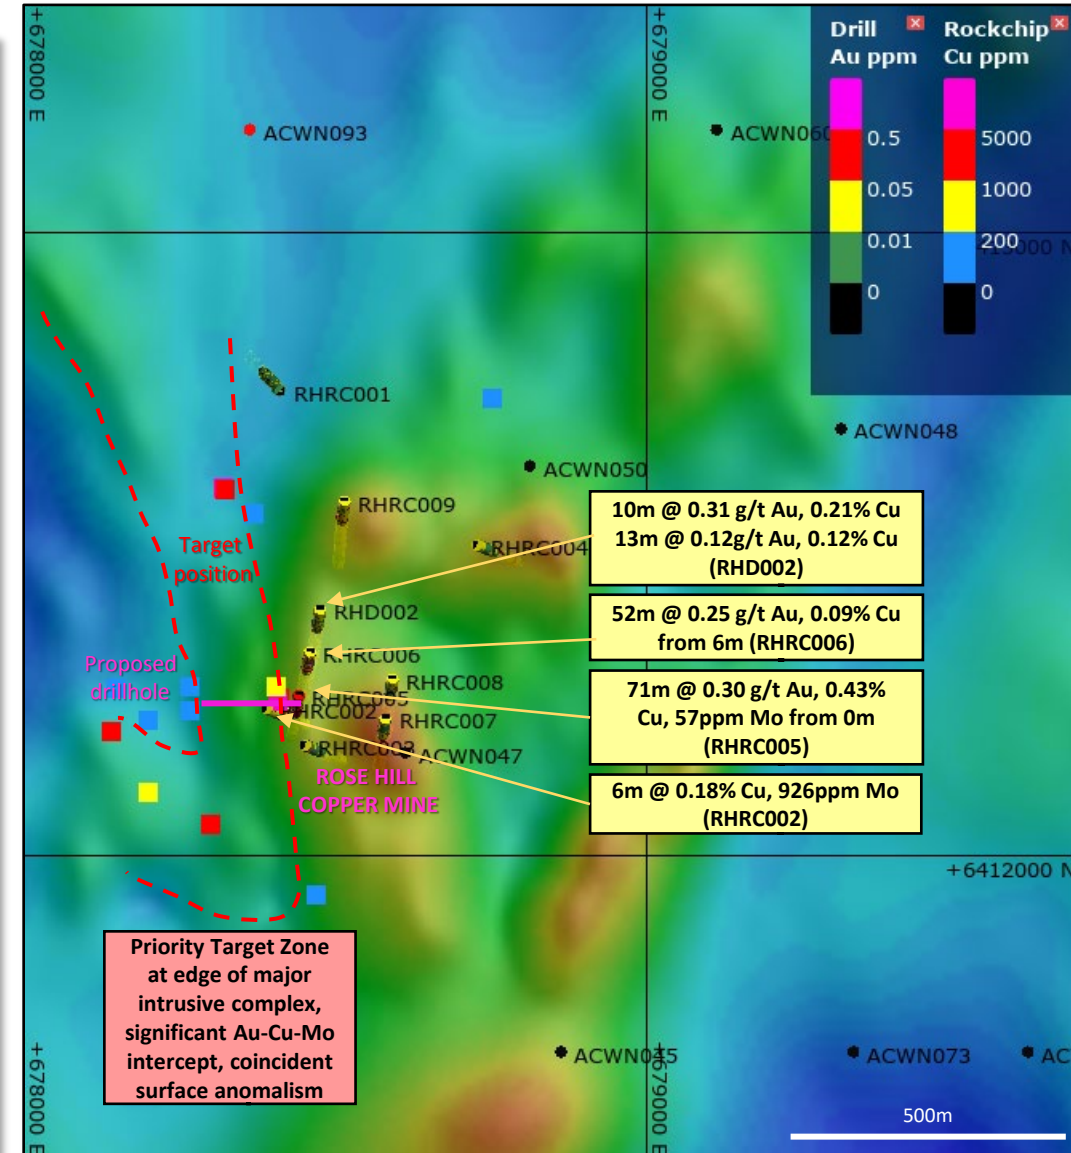 +678000 E
+679000 E
Drill
Au ppm
0.5
0.05
0.01
0
Rockchip
Cu ppm
5000
1000
200
0
ACWN093
ACWN060
RHRC001
ACWN048
ACWN050
RHRC009
RHRC004
Target
position
RHD002
RHRC006
Proposed
drillhole
RHRC008
RHRC005
RHRC007
RHRC003
ACWN047
ROSE HILL
COPPER MINE
10m @ 0.31 g/t Au, 0.21% Cu
13m @ 0.12g/t Au, 0.12% Cu
(RHD002)
52m @ 0.25 g/t Au, 0.09% Cu
from 6m (RHRC006)
71m @ 0.30 g/t Au, 0.43%
Cu, 57ppm Mo from 0m
(RHRC005)
6m @ 0.18% Cu, 926ppm Mo
(RHRC002)
+6412000 N
Priority Target Zone
at edge of major
intrusive complex,
significant Au-Cu-Mo
intercept, coincident
surface anomalism
ACWN045
ACWN073
AC
+678000 E
+679000 E
500m